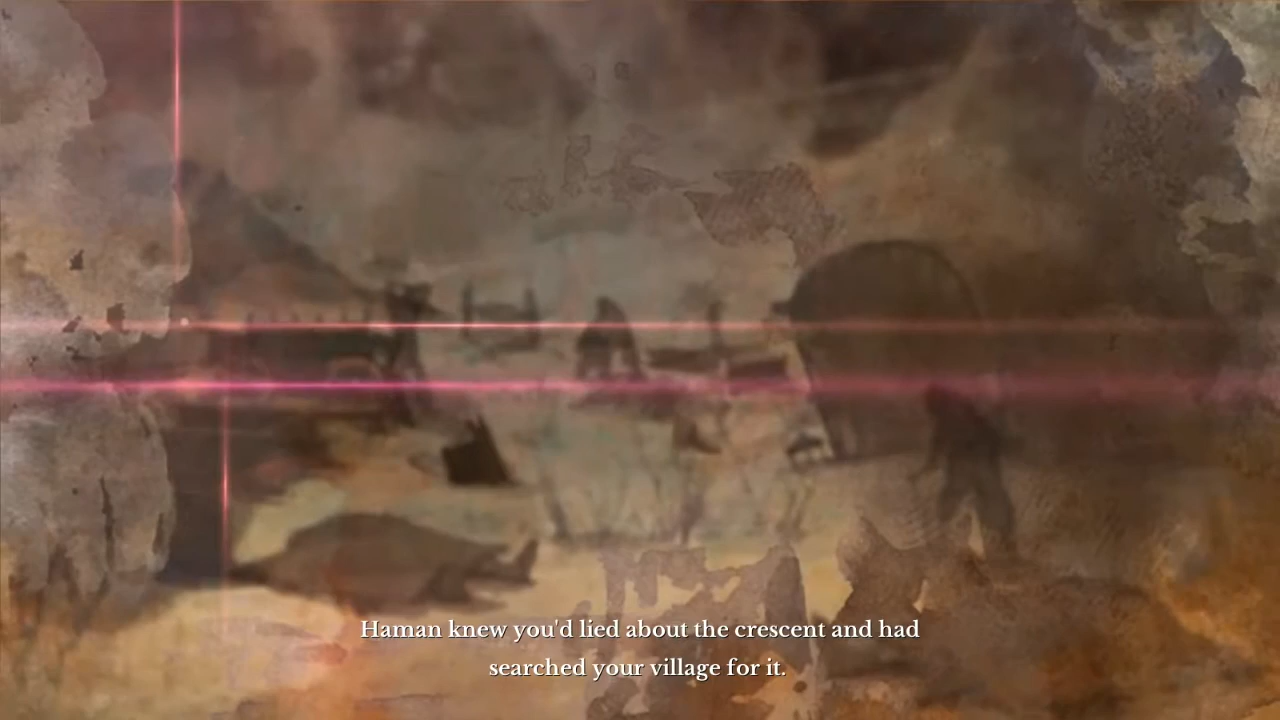 Haman knew you'd lied about the crescent and had
searched your village for it.